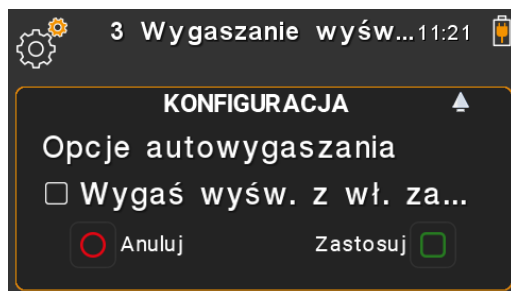 3 Wygaszanie wyśw...11:21
KONFIGURACJA
Opcje autowygaszania
Wygaś wyśw. z wł. za...
Anuluj Zastosuj